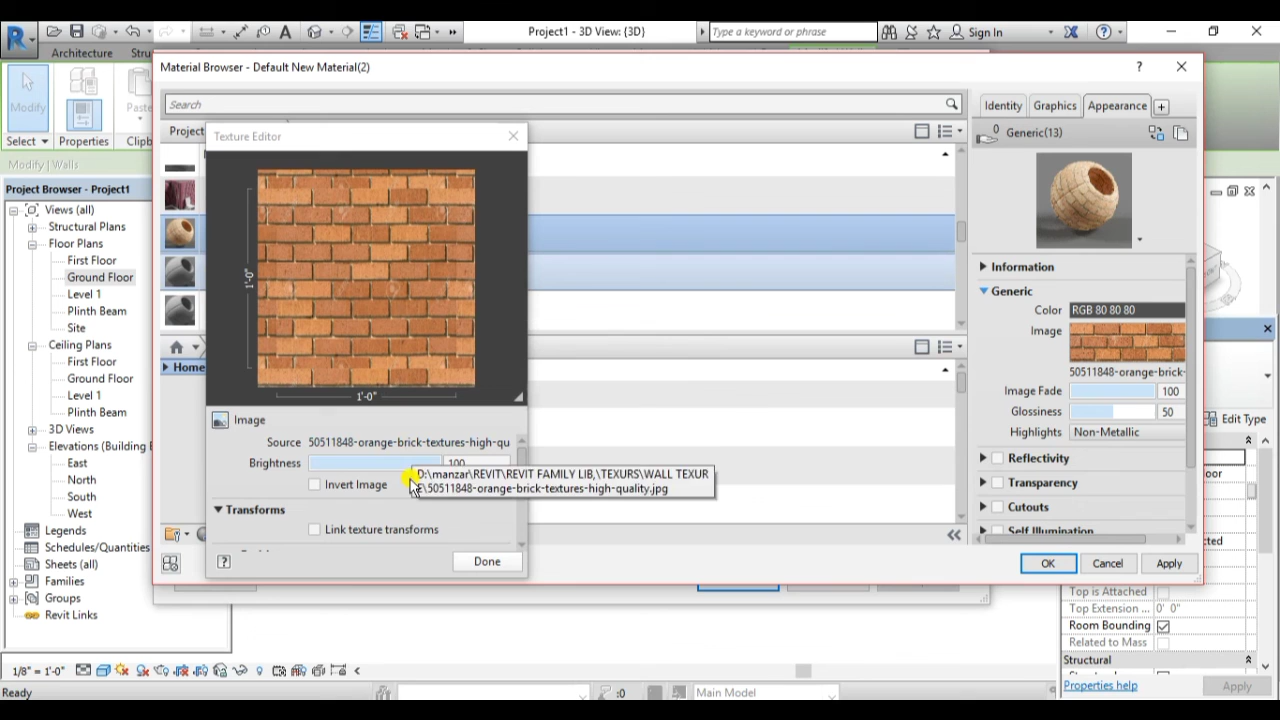 Project1 - 3D View: {3D}
Type a keyword or phrase
Sign In
Architecture
Modify
Select
Properties
Modify | Walls
Material Browser - Default New Material(2)
Search
Project
Texture Editor
1'-0"
1'-0"
Image
Source 50511848-orange-brick-textures-high-qu
Brightness 100
Invert Image
D:\manzar\REVIT\REVIT FAMILY LIB,\TEXURS\WALL TEXUR
E\50511848-orange-brick-textures-high-quality.jpg
Transforms
Link texture transforms
Done
Home
Identity Graphics Appearance
0 Generic(13)
Information
Generic
Color RGB 80 80 80
Image
50511848-orange-brick-
Image Fade 100
Glossiness 50
Highlights Non-Metallic
Reflectivity
Transparency
Cutouts
Self Illumination
OK Cancel Apply
Project Browser - Project1
Views (all)
Structural Plans
Floor Plans
First Floor
Ground Floor
Level 1
Plinth Beam
Site
Ceiling Plans
First Floor
Ground Floor
Level 1
Plinth Beam
3D Views
Elevations (Building E
East
North
South
West
Legends
Schedules/Quantities
Sheets (all)
Families
Groups
Revit Links
Edit Type
Top is Attached
Top Extension ... 0' 0"
Room Bounding
Related to Mass
Structural
Properties help
Apply
1/8" = 1'-0"
Ready
:0
Main Model